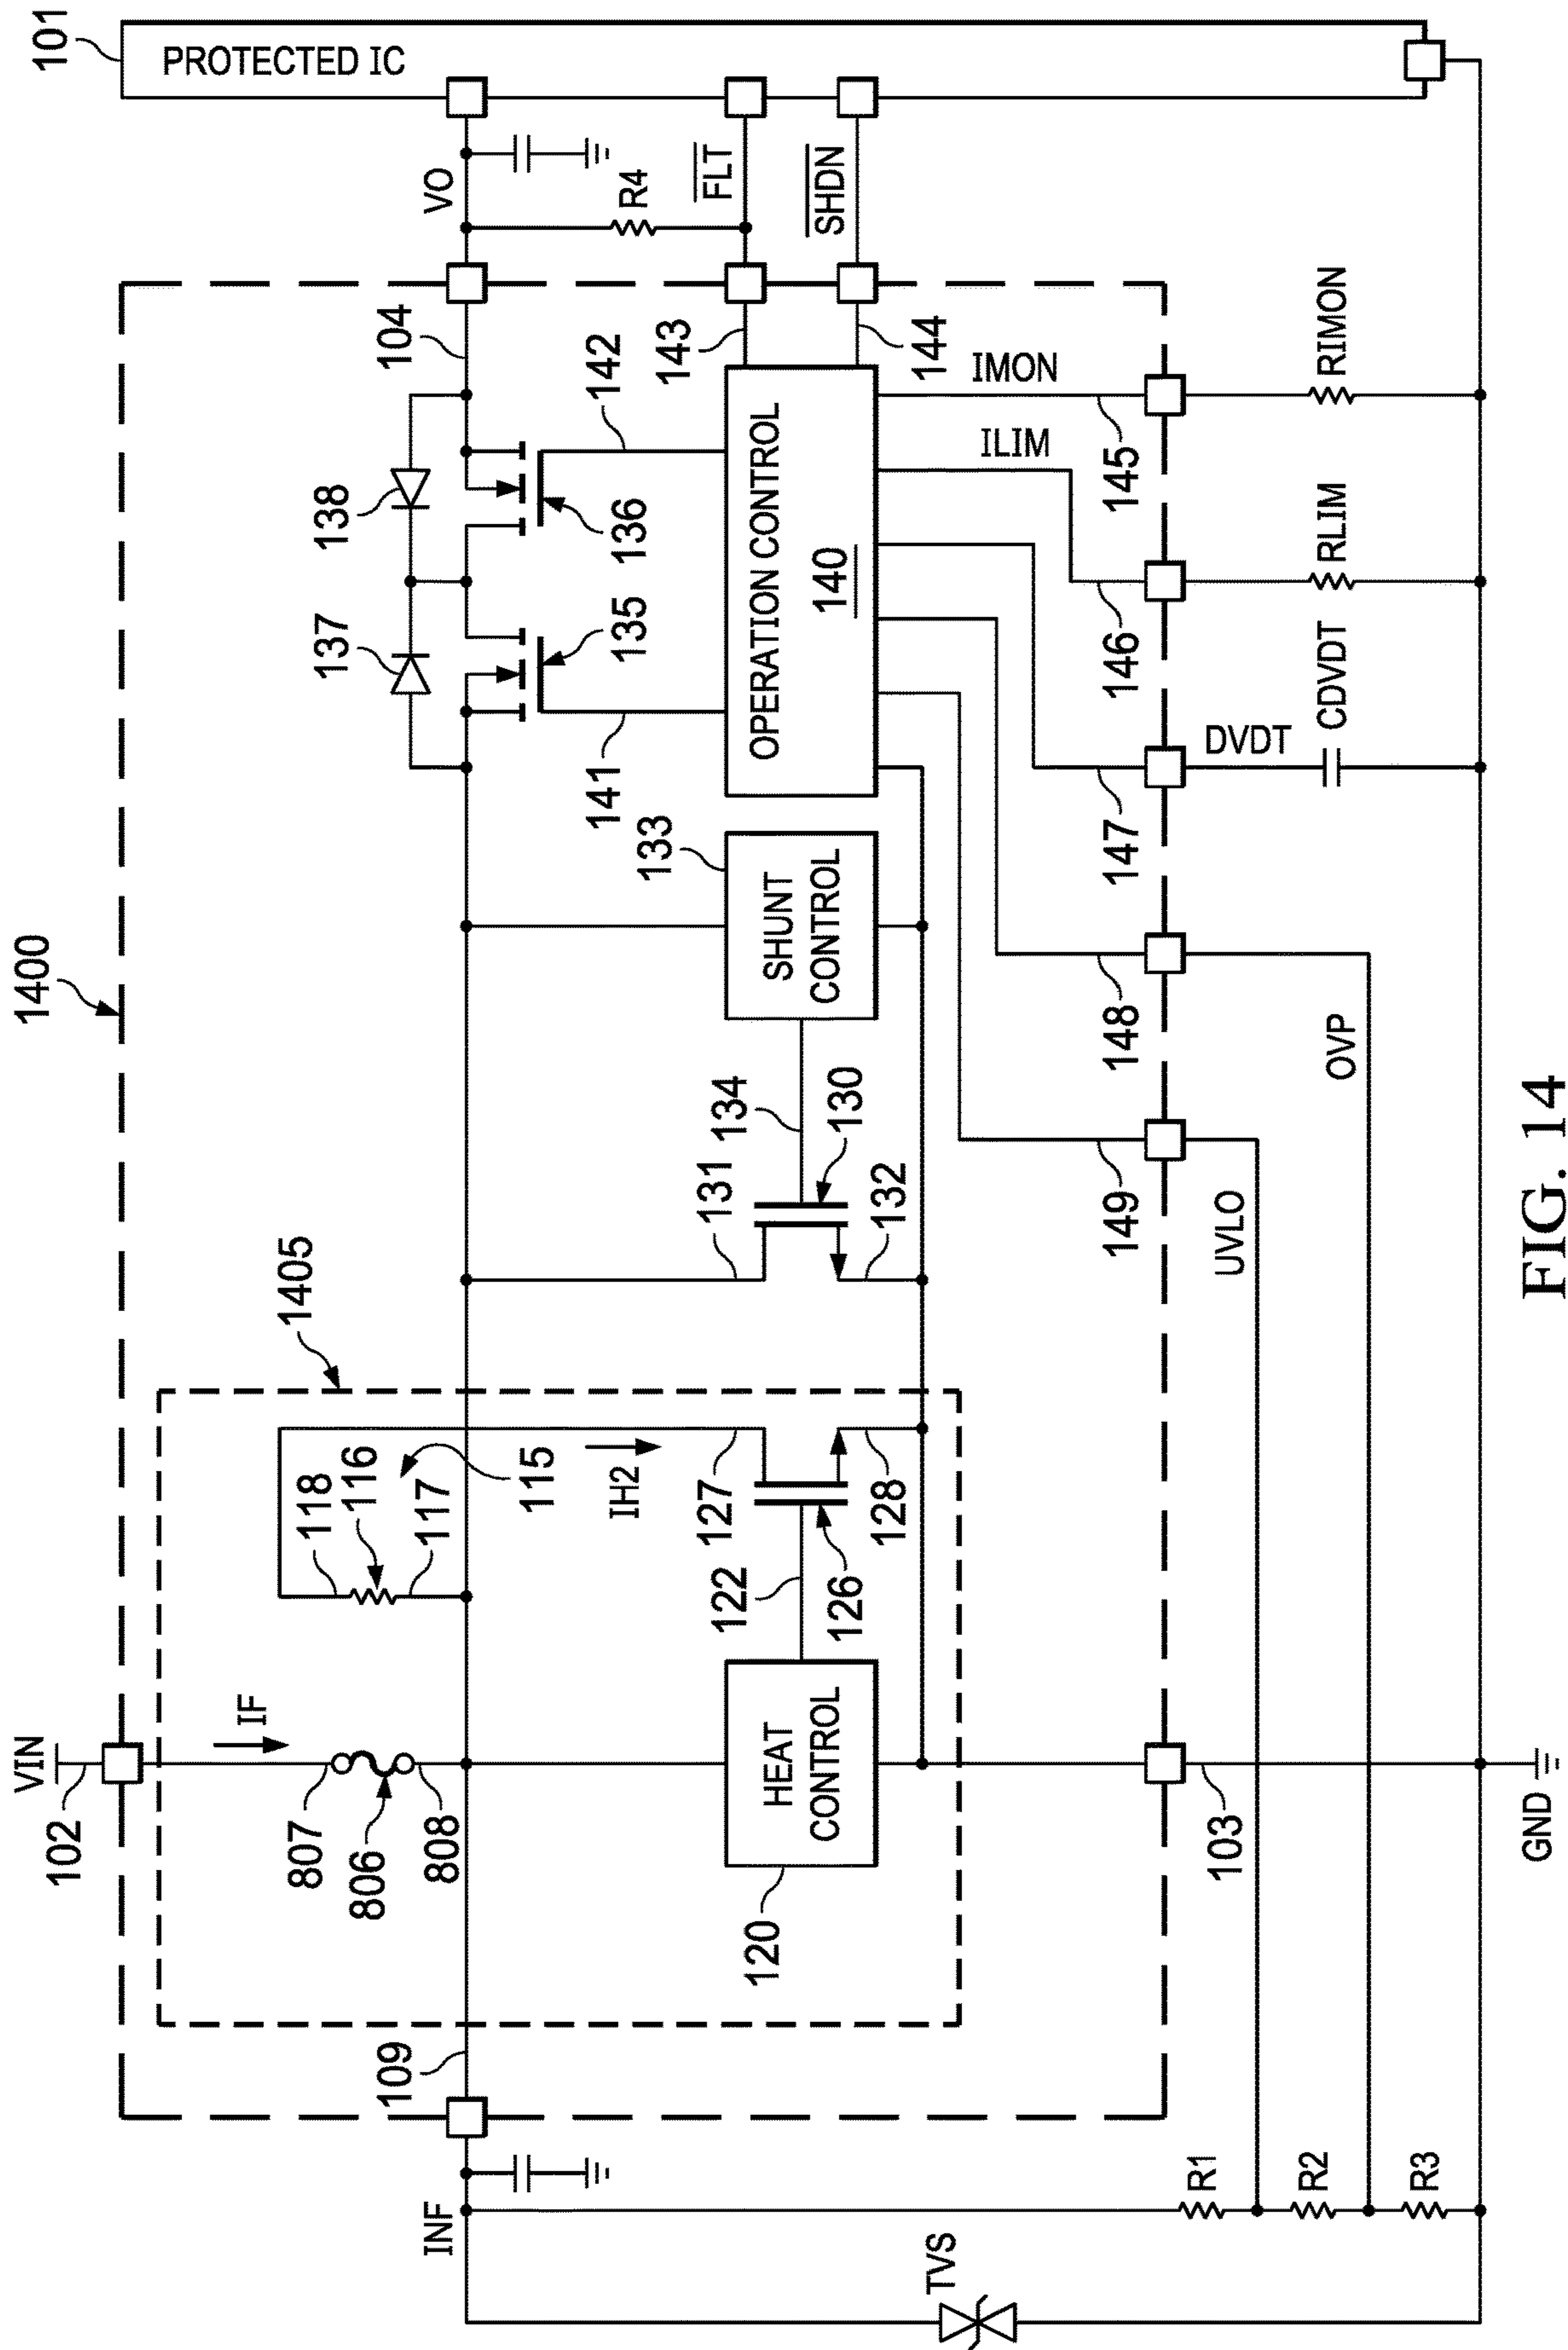 101
PROTECTED IC
VO
R4
FLT
SHDN
104
143
144
142
138
136
137
135
141
OPERATION CONTROL
140
IMON
ILIM
145
146
147
148
149
RIMON
RLIM
CDVDT
DVDT
OVP
UVLO
1400
133
SHUNT
CONTROL
134
130
131
132
1405
118
116
117
115
IH2
127
122
126
128
VIN
102
IF
807
806
808
HEAT
CONTROL
120
103
GND
109
INF
R1
R2
R3
TVS
FIG. 14